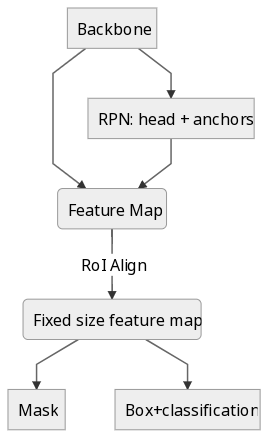 Backbone
RPN: head + anchors
Feature Map
RoI Align
Fixed size feature map
Mask
Box+classification